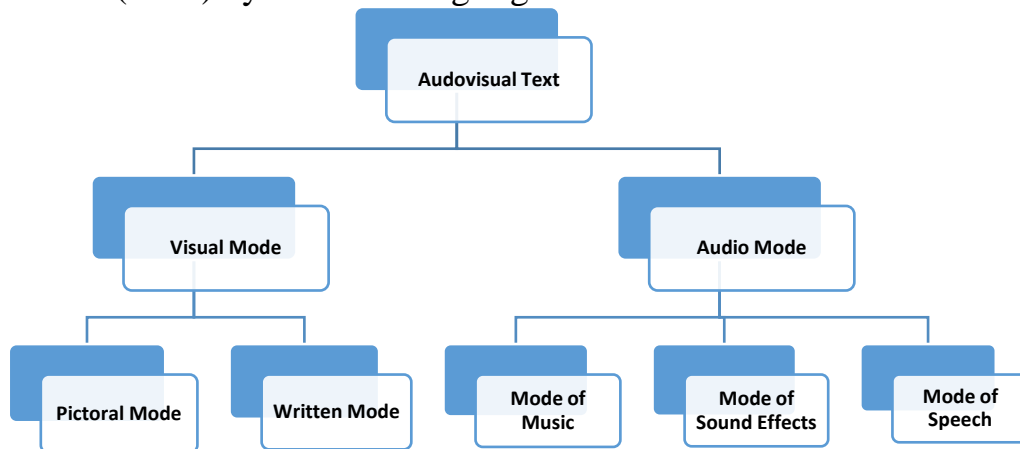 Audovisual Text
Visual Mode
Audio Mode
Pictoral Mode
Written Mode
Mode of
Music
Mode of
Sound Effects
Mode of
Speech